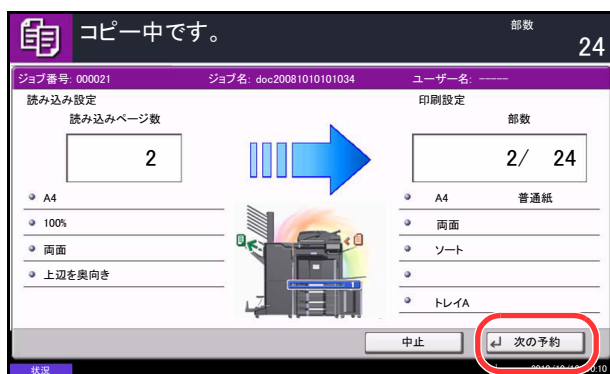 コピー中です。
部数
24
ジョブ番号: 000021 ジョブ名: doc20081010101034 ユーザー名: -----
読み込み設定 印刷設定
読み込みページ数 部数
2 2/ 24
A4 A4 普通紙
100% 両面
両面 ソート
上辺を奥向き
トレイA
中止 次の予約
状況